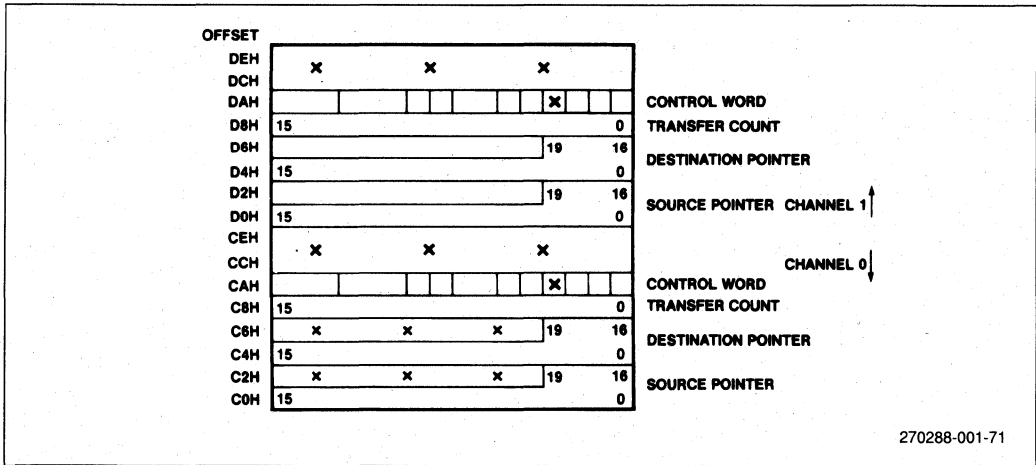 OFFSET
DEH
DCH
DAH CONTROL WORD
D8H 15 0 TRANSFER COUNT
D6H 19 16
DESTINATION POINTER
D4H 15 0
D2H 19 16
SOURCE POINTER CHANNEL 1
D0H 15 0
CEH
CCH CHANNEL 0
CAH CONTROL WORD
C8H 15 0 TRANSFER COUNT
C6H 19 16
DESTINATION POINTER
C4H 15 0
C2H 19 16
SOURCE POINTER
C0H 15 0
270288-001-71